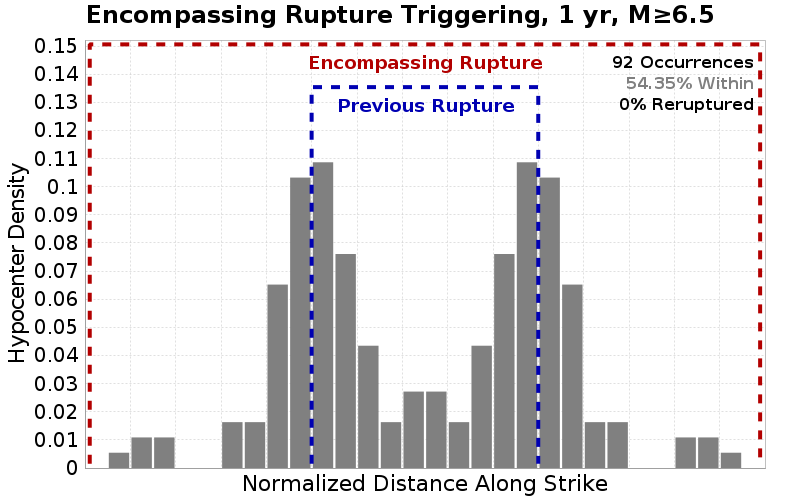 Encompassing Rupture Triggering, 1 yr, M≥6.5
Encompassing Rupture
Previous Rupture
92 Occurrences
54.35% Within
0% Reruptured
Hypocenter Density
0.15
0.14
0.13
0.12
0.11
0.1
0.09
0.08
0.07
0.06
0.05
0.04
0.03
0.02
0.01
0
Normalized Distance Along Strike